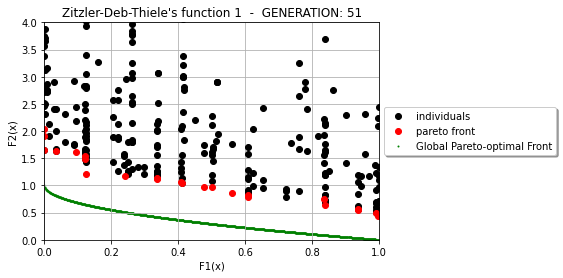 Zitzler-Deb-Thiele's function 1 - GENERATION: 51
4.0
3.5
3.0
2.5
2.0
1.5
1.0
0.5
0.0
F2(x)
0.0 0.2 0.4 0.6 0.8 1.0
F1(x)
individuals
pareto front
Global Pareto-optimal Front